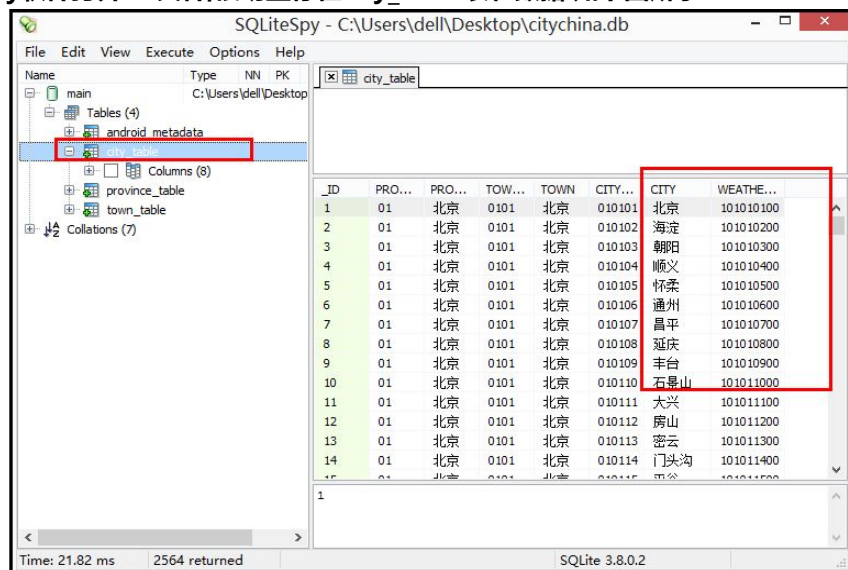 SQLiteSpy - C:\Users\dell\Desktop\citychina.db
File Edit View Execute Options Help
Name Type NN PK
main C:\Users\dell\Desktop
Tables (4)
android_metadata
city_table
Columns (8)
province_table
town_table
Collations (7)
city_table
_ID PRO... PRO... TOW... TOWN CITY... CITY WEATHE...
1 01 北京 0101 北京 010101 北京 101010100
2 01 北京 0101 北京 010102 海淀 101010200
3 01 北京 0101 北京 010103 朝阳 101010300
4 01 北京 0101 北京 010104 顺义 101010400
5 01 北京 0101 北京 010105 怀柔 101010500
6 01 北京 0101 北京 010106 通州 101010600
7 01 北京 0101 北京 010107 昌平 101010700
8 01 北京 0101 北京 010108 延庆 101010800
9 01 北京 0101 北京 010109 丰台 101010900
10 01 北京 0101 北京 010110 石景山 101011000
11 01 北京 0101 北京 010111 大兴 101011100
12 01 北京 0101 北京 010112 房山 101011200
13 01 北京 0101 北京 010113 密云 101011300
14 01 北京 0101 北京 010114 门头沟 101011400
1
Time: 21.82 ms 2564 returned SQLite 3.8.0.2